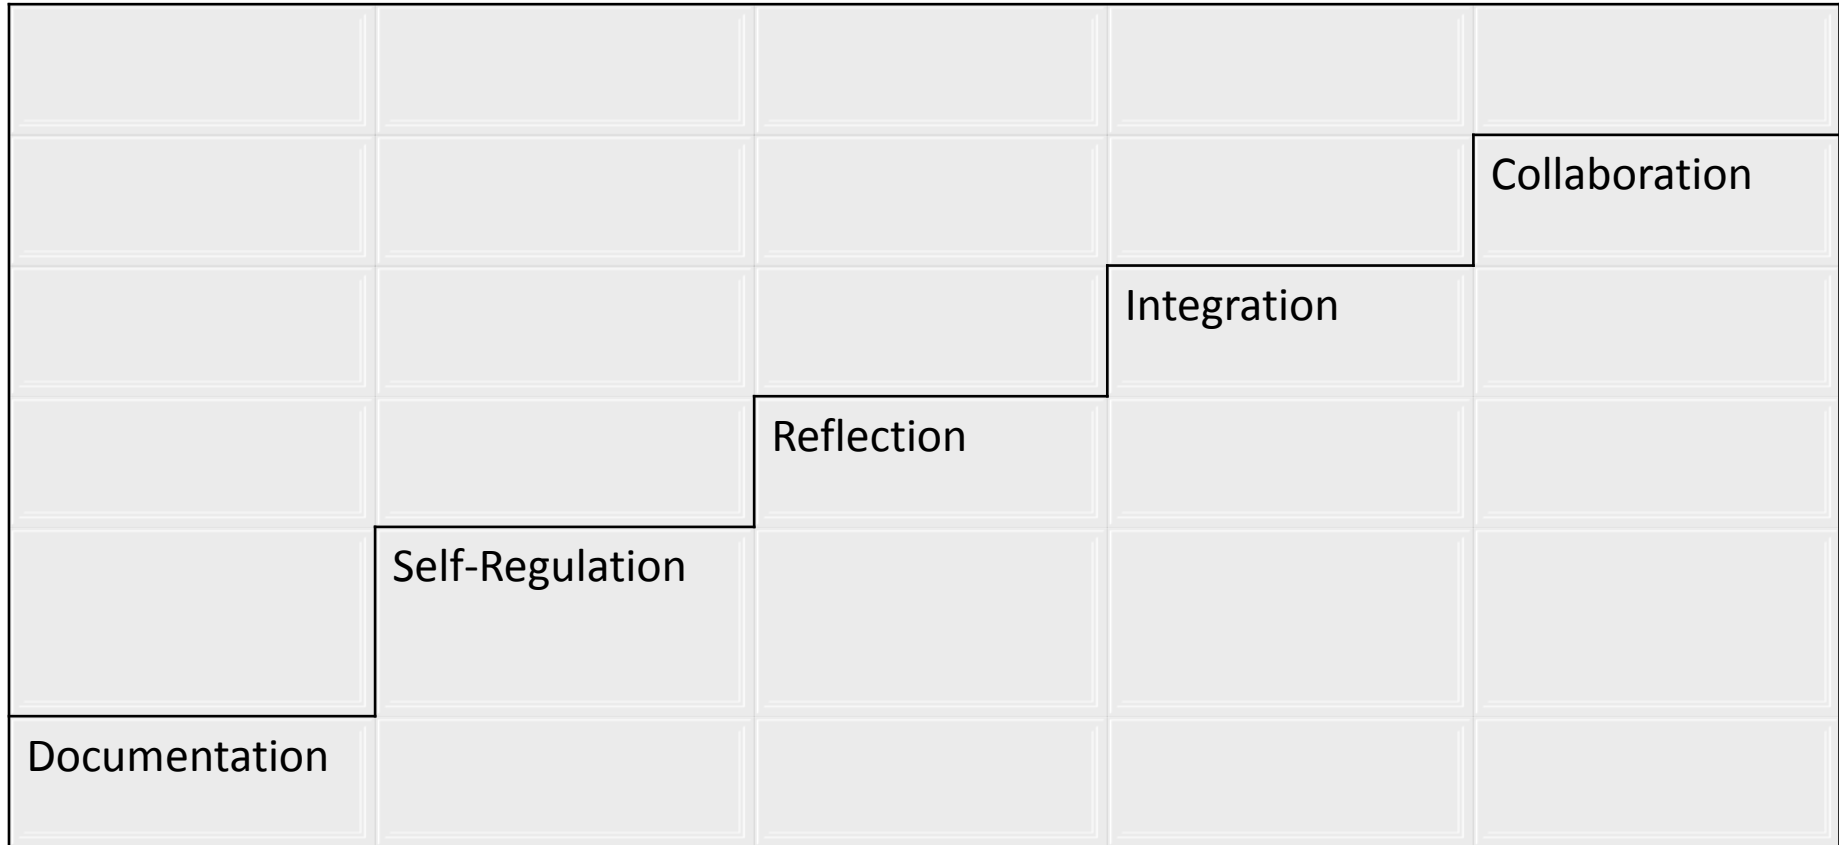 Collaboration
Integration
Reflection
Self-Regulation
Documentation